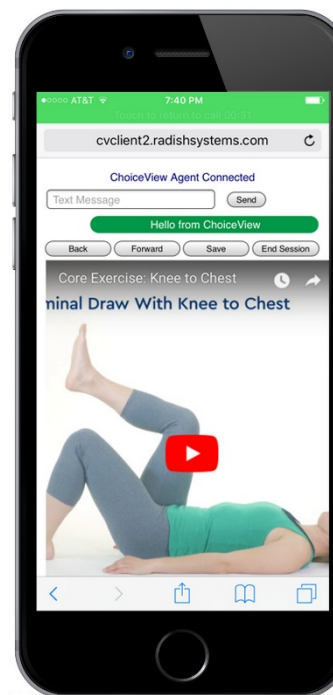 AT&T 7:40 PM
Touch to return to call 00:31
cvclient2.radishsystems.com
ChoiceView Agent Connected
Text Message Send
Hello from ChoiceView
Back Forward Save End Session
Core Exercise: Knee to Chest
minal Draw With Knee to Chest